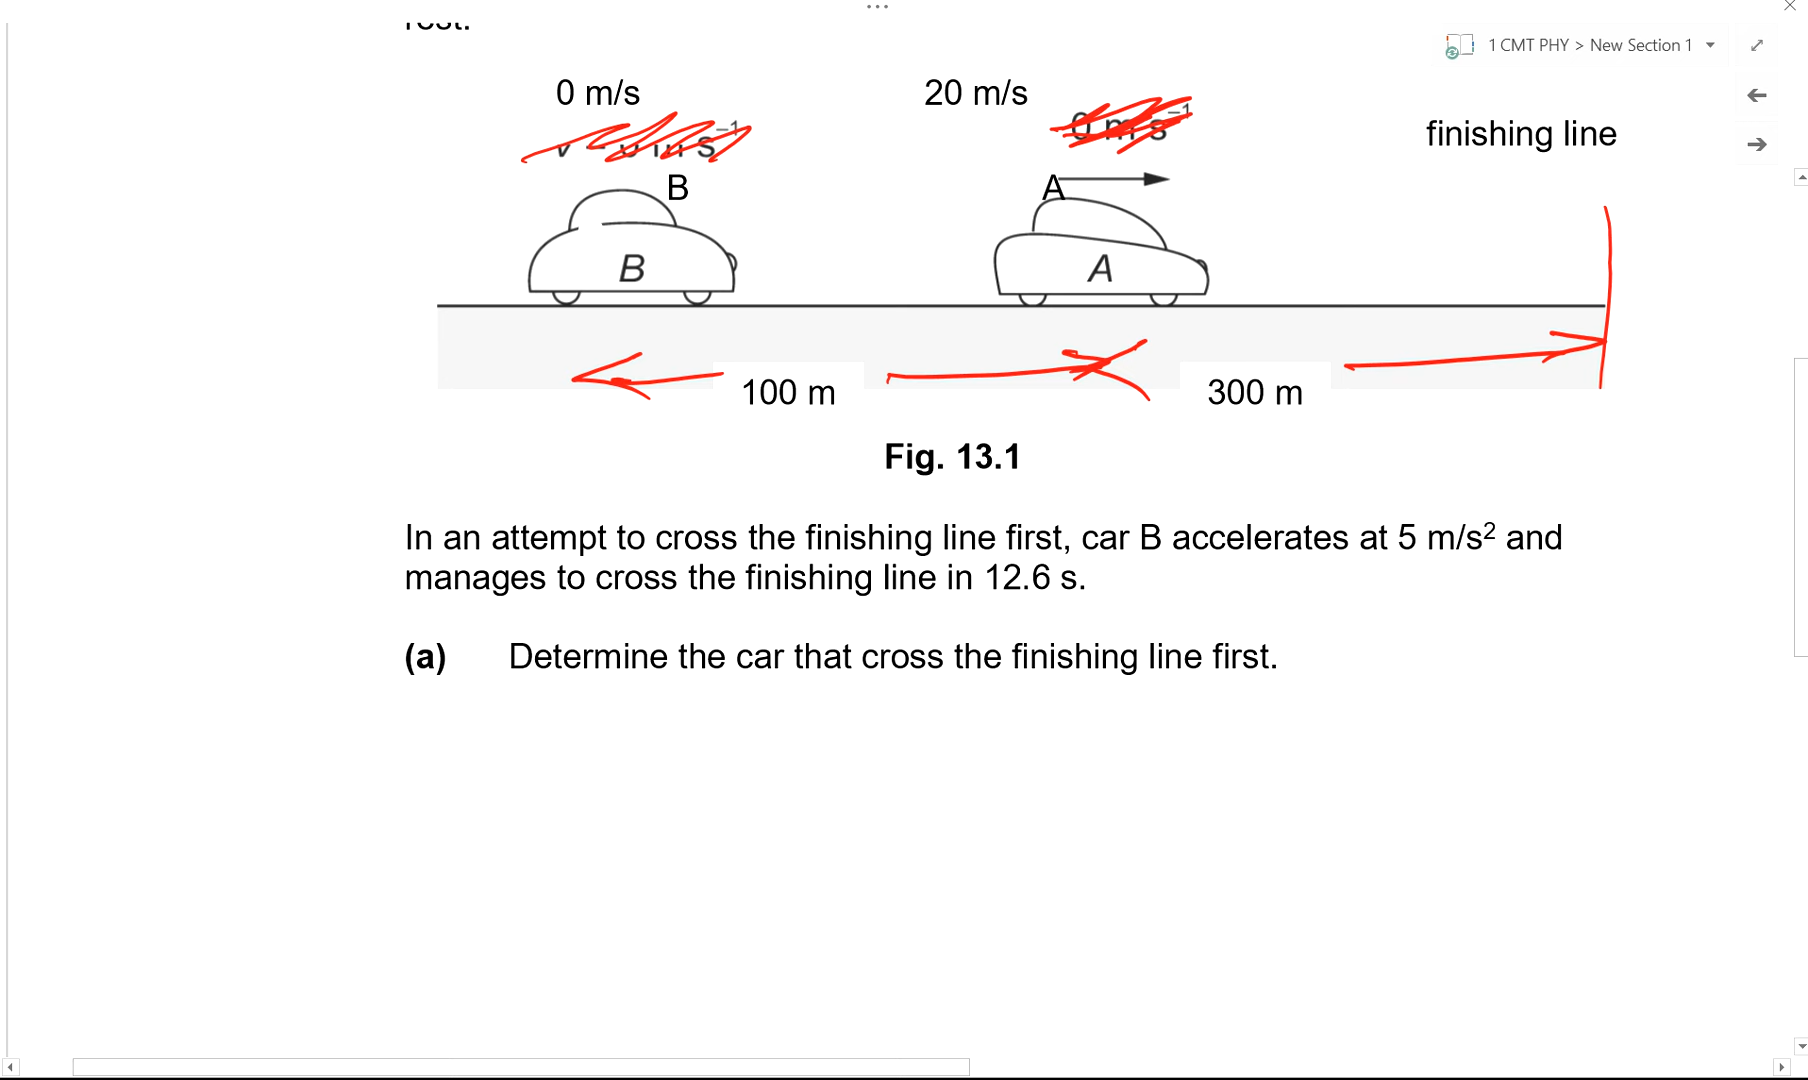 1 CMT PHY > New Section 1
0 m/s
20 m/s
finishing line
B
A
B
A
100 m
300 m
Fig. 13.1
In an attempt to cross the finishing line first, car B accelerates at 5 m/s² and
manages to cross the finishing line in 12.6 s.
(a) Determine the car that cross the finishing line first.